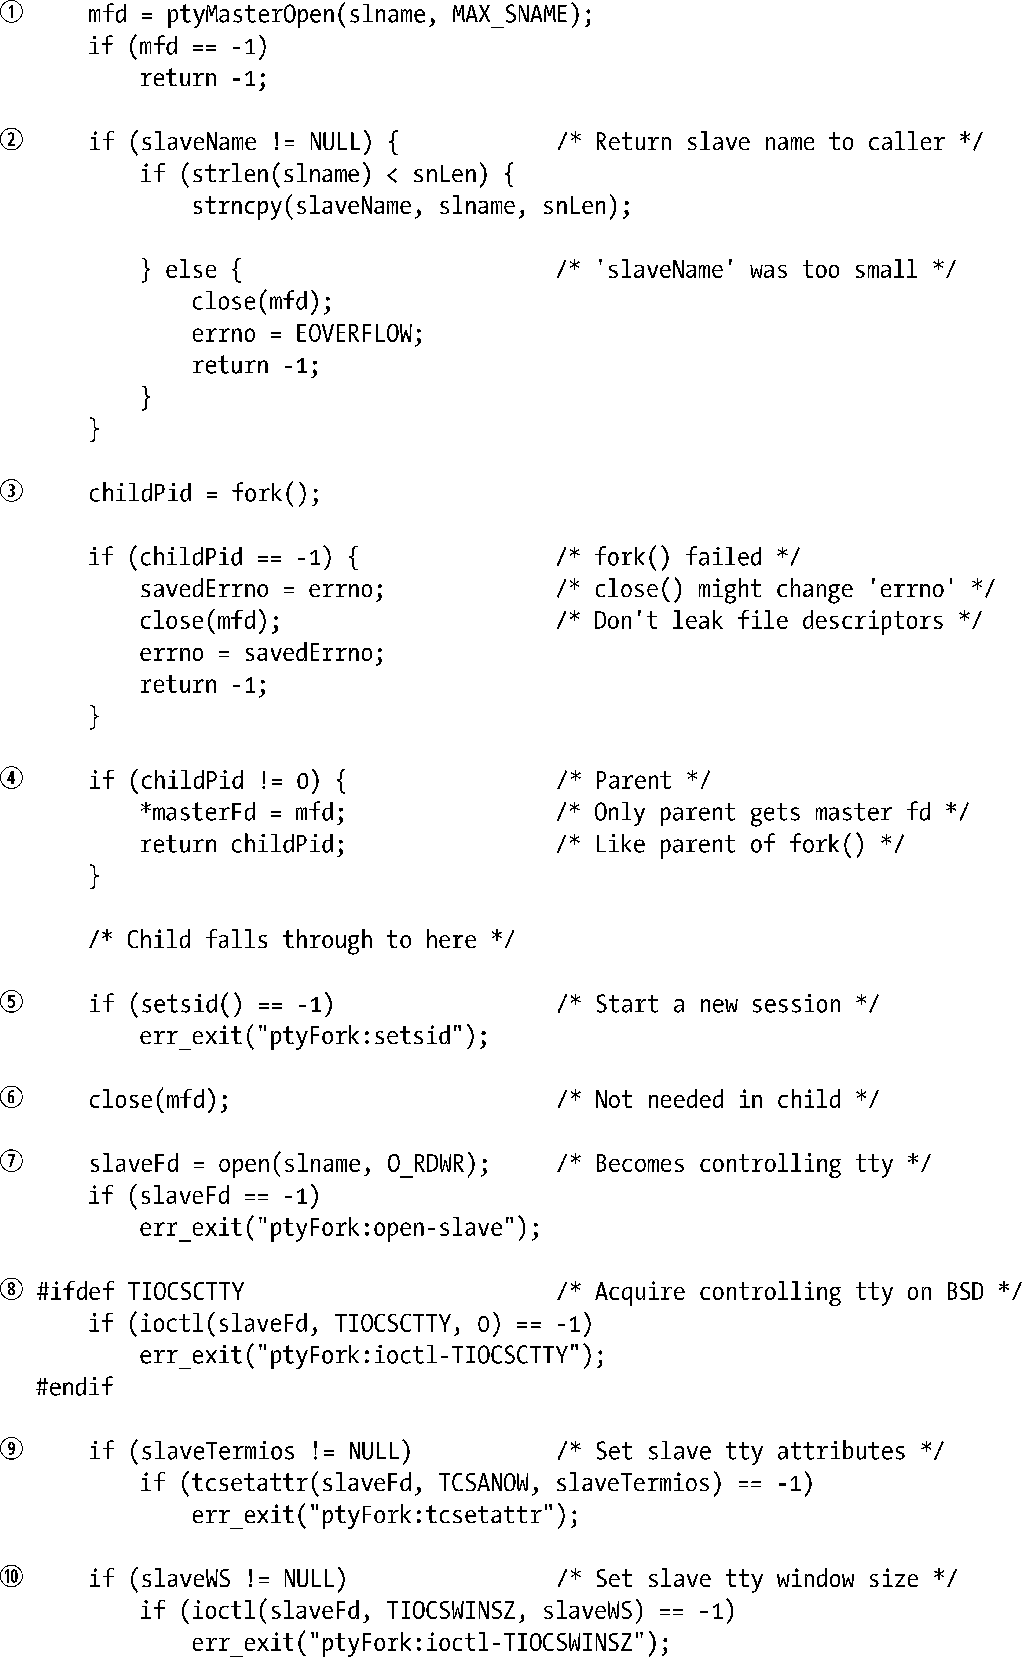 ① mfd = ptyMasterOpen(slname, MAX_SNAME);
if (mfd == -1)
return -1;
② if (slaveName != NULL) { /* Return slave name to caller */
if (strlen(slname) < snLen) {
strncpy(slaveName, slname, snLen);
} else { /* 'slaveName' was too small */
close(mfd);
errno = EOVERFLOW;
return -1;
}
}
③ childPid = fork();
if (childPid == -1) { /* fork() failed */
savedErrno = errno; /* close() might change 'errno' */
close(mfd); /* Don't leak file descriptors */
errno = savedErrno;
return -1;
}
④ if (childPid != 0) { /* Parent */
*masterFd = mfd; /* Only parent gets master fd */
return childPid; /* Like parent of fork() */
}
/* Child falls through to here */
⑤ if (setsid() == -1) /* Start a new session */
err_exit("ptyFork:setsid");
⑥ close(mfd); /* Not needed in child */
⑦ slaveFd = open(slname, O_RDWR); /* Becomes controlling tty */
if (slaveFd == -1)
err_exit("ptyFork:open-slave");
⑧ #ifdef TIOCSCTTY /* Acquire controlling tty on BSD */
if (ioctl(slaveFd, TIOCSCTTY, 0) == -1)
err_exit("ptyFork:ioctl-TIOCSCTTY");
#endif
⑨ if (slaveTermios != NULL) /* Set slave tty attributes */
if (tcsetattr(slaveFd, TCSANOW, slaveTermios) == -1)
err_exit("ptyFork:tcsetattr");
⑩ if (slaveWS != NULL) /* Set slave tty window size */
if (ioctl(slaveFd, TIOCSWINSZ, slaveWS) == -1)
err_exit("ptyFork:ioctl-TIOCSWINSZ");